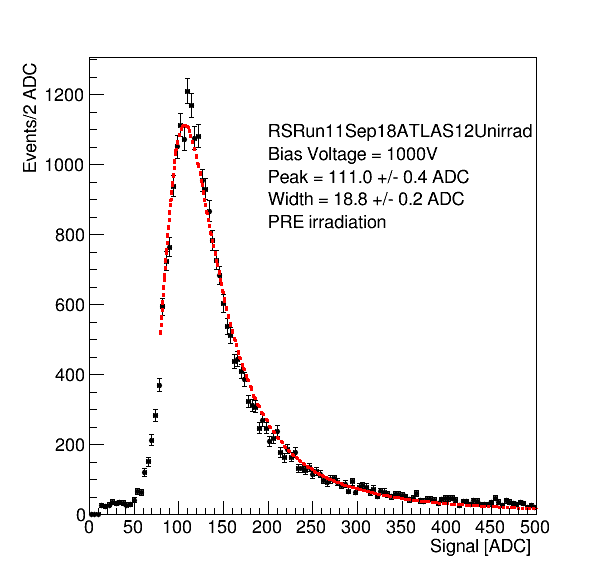 Events/2 ADC
1200
1000
800
600
400
200
0
RSRun11Sep18ATLAS12Unirrad
Bias Voltage = 1000V
Peak = 111.0 +/- 0.4 ADC
Width = 18.8 +/- 0.2 ADC
PRE irradiation
0 50 100 150 200 250 300 350 400 450 500
Signal [ADC]